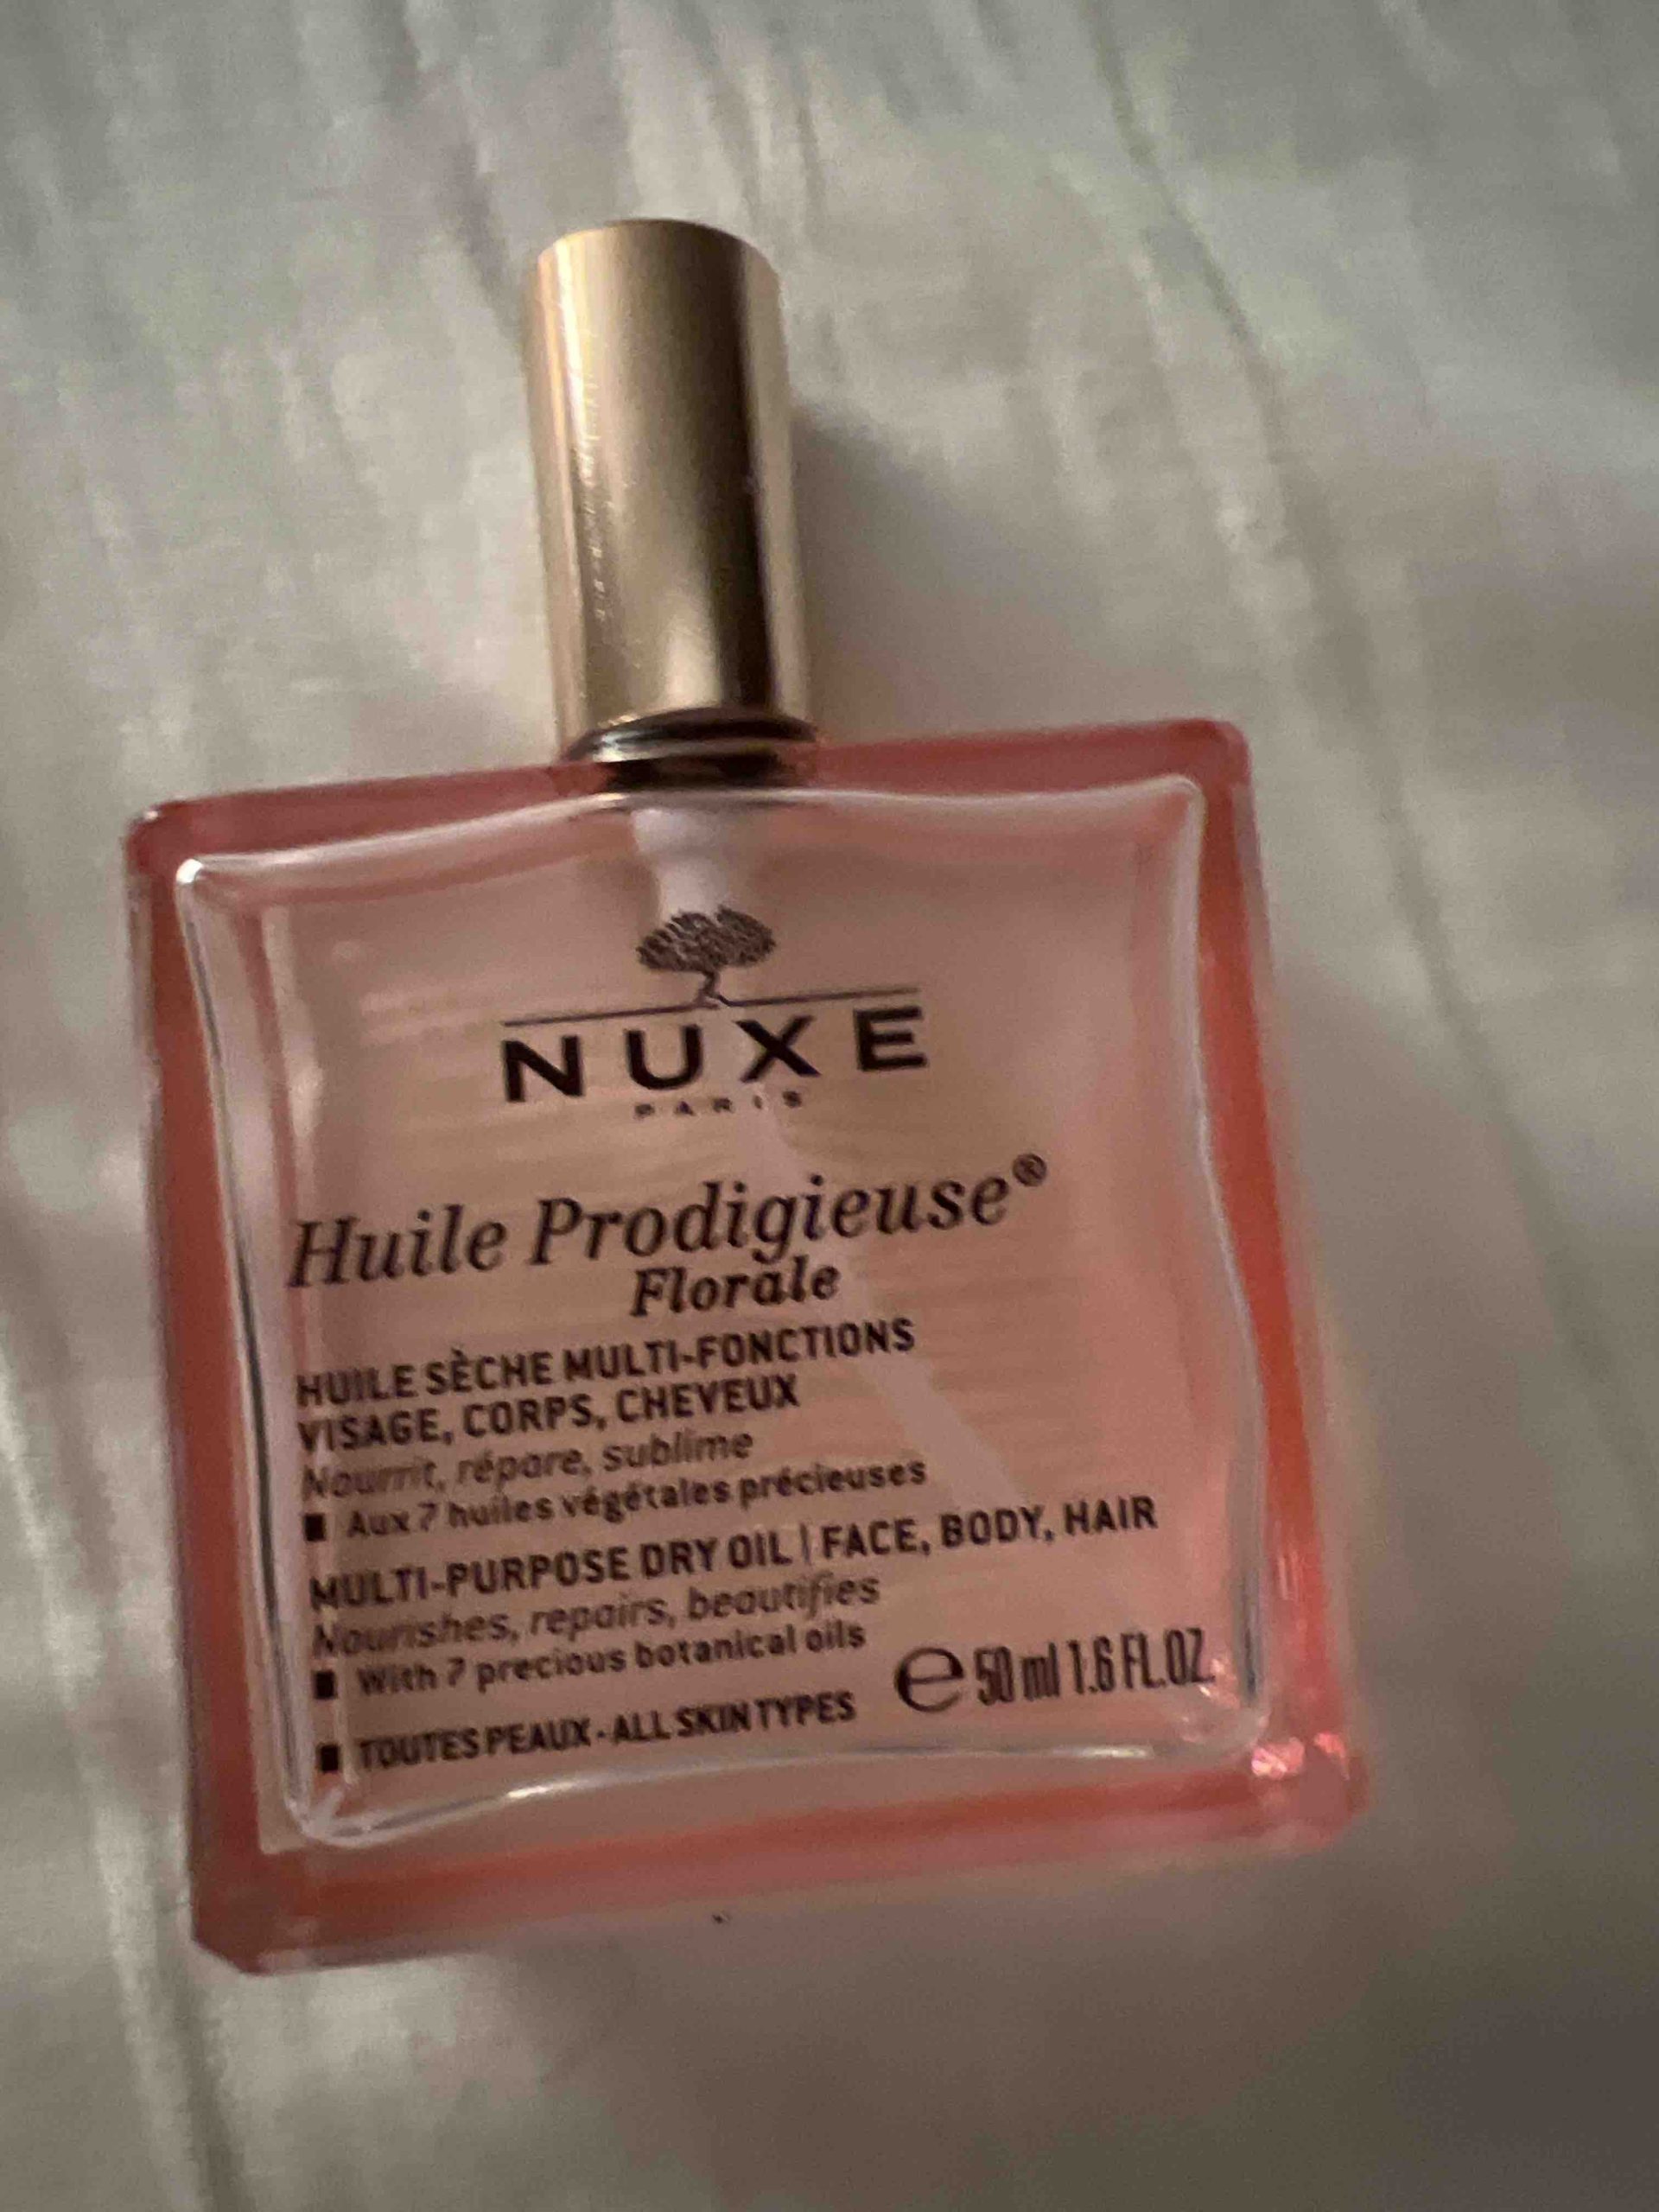 NUXE
PARIS
Huile Prodigieuse®
Florale
HUILE SÈCHE MULTI-FONCTIONS
VISAGE, CORPS, CHEVEUX
Nourrit, répare, sublime
■ Aux 7 huiles végétales précieuses
MULTI-PURPOSE DRY OIL | FACE, BODY, HAIR
Nourishes, repairs, beautifies
■ With 7 precious botanical oils
■ TOUTES PEAUX - ALL SKIN TYPES
℮ 50 ml 1.6 FL.OZ.